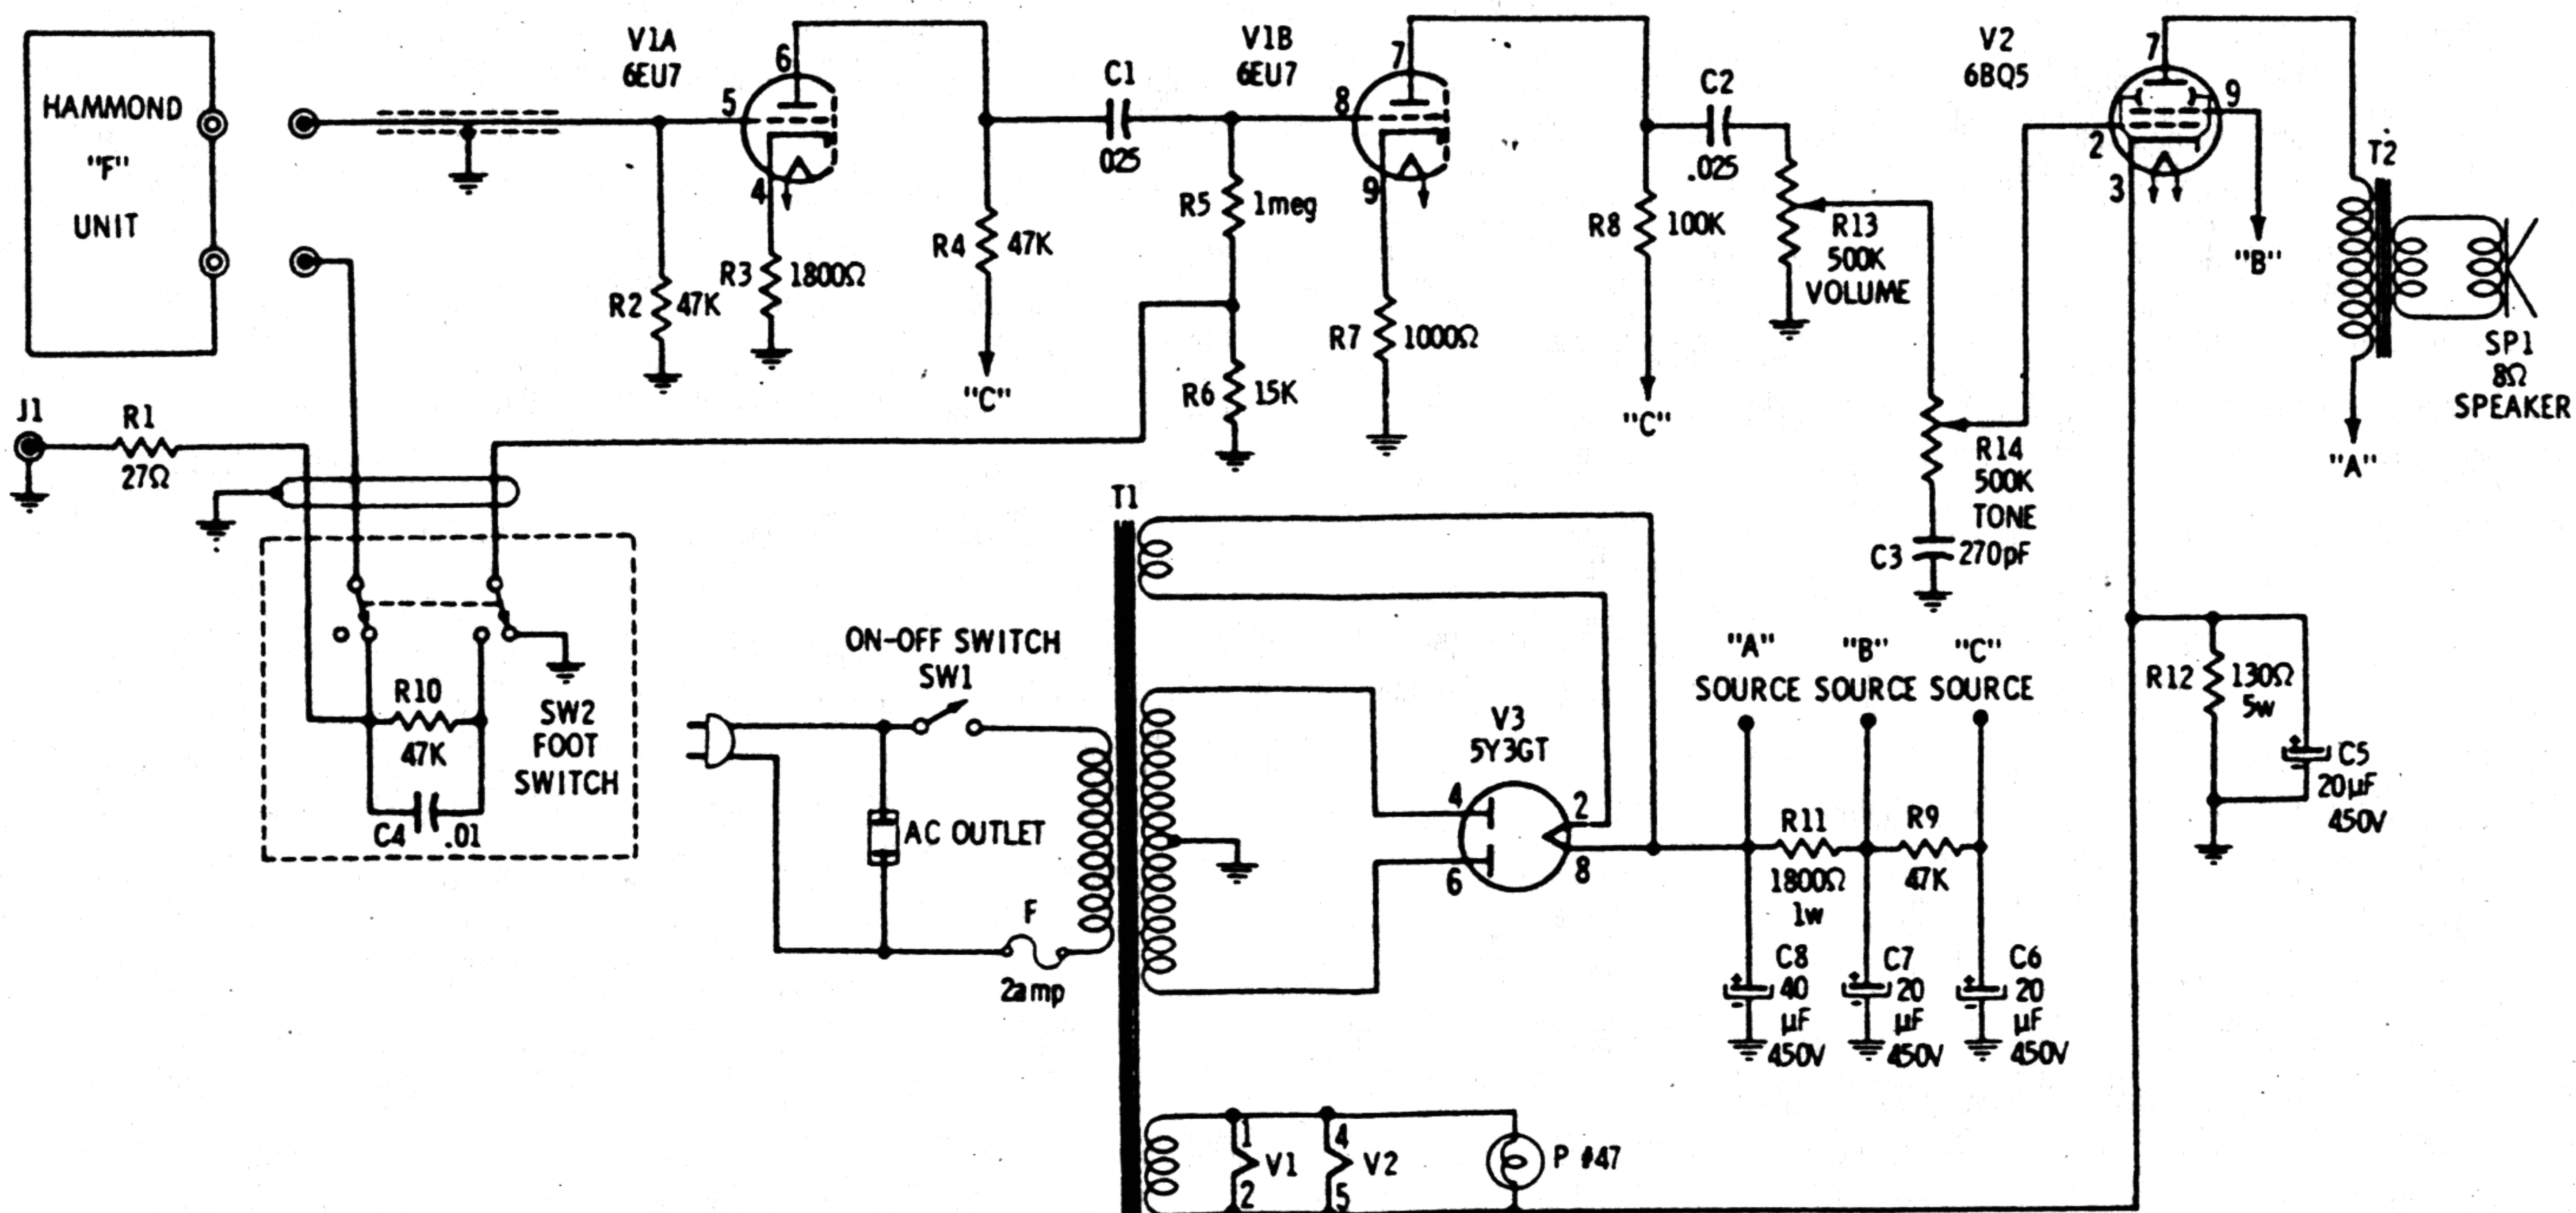 HAMMOND
"F"
UNIT
V1A
6EU7
6
5
4
R2
47K
R3
1800Ω
R4
47K
"C"
C1
025
V1B
6EU7
7
8
9
R5
1meg
R6
15K
R7
1000Ω
R8
100K
"C"
C2
.025
R13
500K
VOLUME
R14
500K
TONE
C3
270pF
V2
6BQ5
7
9
2
3
"B"
T2
"A"
SP1
8Ω
SPEAKER
J1
R1
27Ω
R10
47K
C4
.01
SW2
FOOT
SWITCH
ON-OFF SWITCH
SW1
AC OUTLET
F
2amp
T1
V3
5Y3GT
4
6
2
8
"A"
SOURCE
"B"
SOURCE
"C"
SOURCE
R11
1800Ω
1w
R9
47K
C8
40
µF
450V
C7
20
µF
450V
C6
20
µF
450V
R12
130Ω
5w
C5
20µF
450V
1
V1
2
4
V2
5
P #47